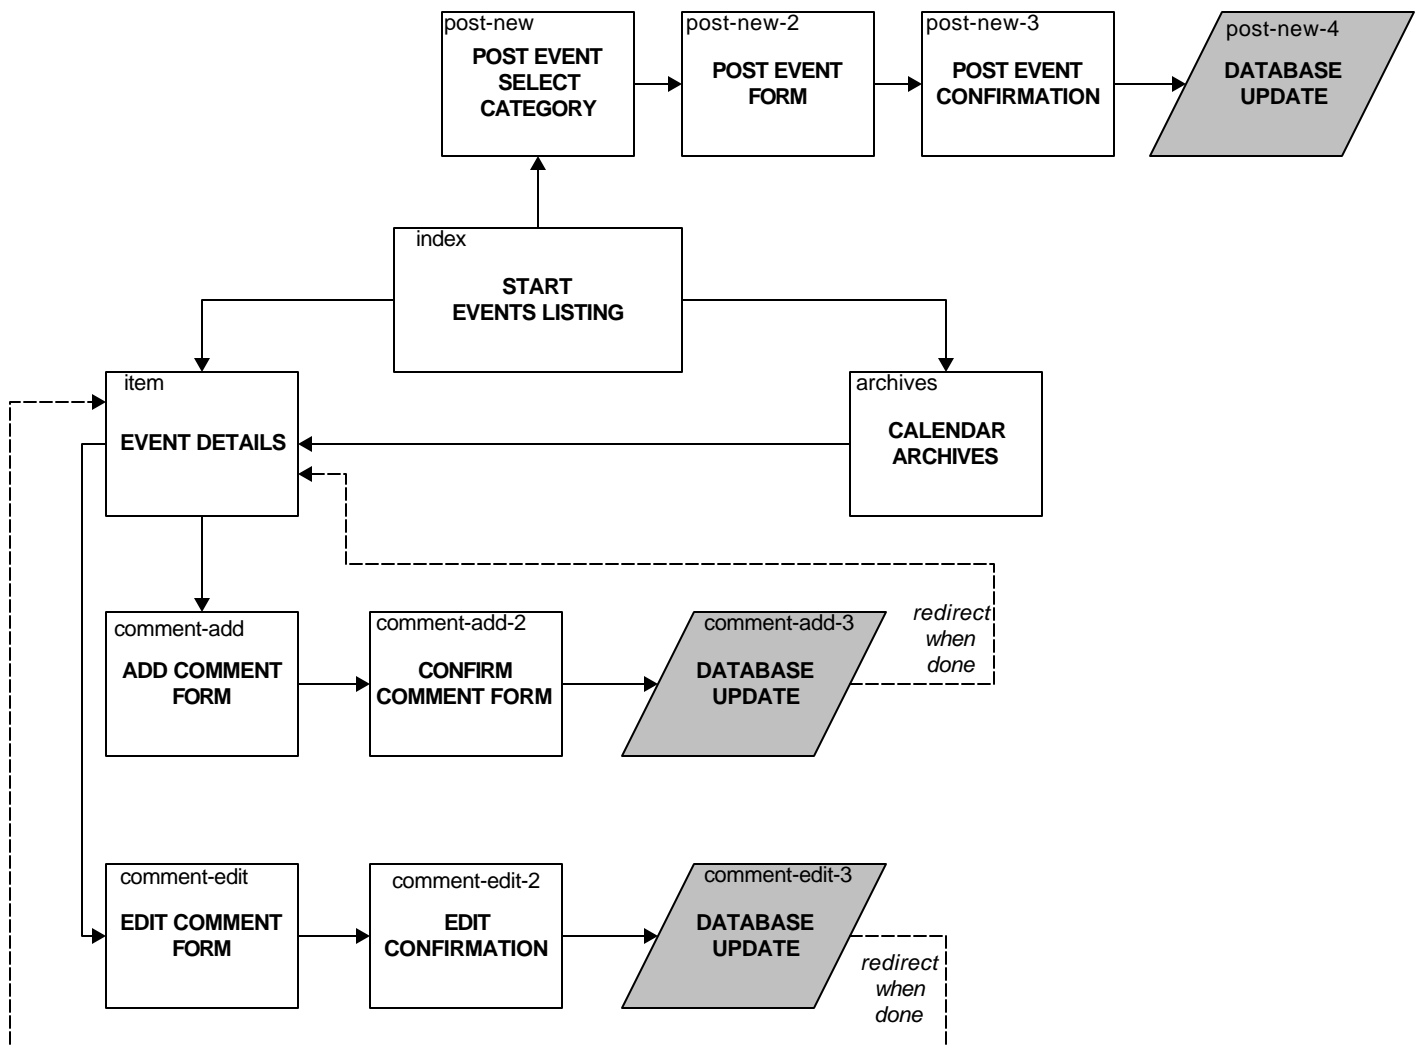 post-new
POST EVENT
SELECT
CATEGORY
post-new-2
POST EVENT
FORM
post-new-3
POST EVENT
CONFIRMATION
post-new-4
DATABASE
UPDATE
index
START
EVENTS LISTING
item
EVENT DETAILS
archives
CALENDAR
ARCHIVES
comment-add
ADD COMMENT
FORM
comment-add-2
CONFIRM
COMMENT FORM
comment-add-3
DATABASE
UPDATE
redirect
when
done
comment-edit
EDIT COMMENT
FORM
comment-edit-2
EDIT
CONFIRMATION
comment-edit-3
DATABASE
UPDATE
redirect
when
done